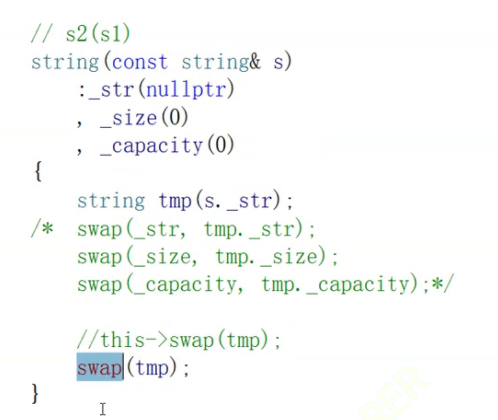 // s2(s1)
string(const string& s)
:_str(nullptr)
, _size(0)
, _capacity(0)
{
string tmp(s._str);
/* swap(_str, tmp._str);
swap(_size, tmp._size);
swap(_capacity, tmp._capacity);*/
//this->swap(tmp);
swap(tmp);
}